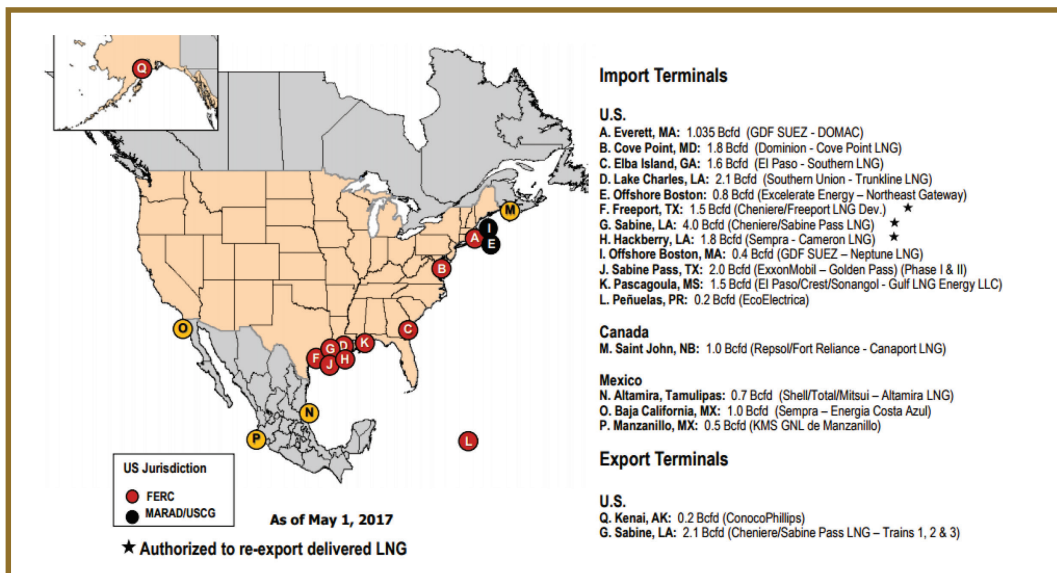 Q
M
I
A
E
B
O
C
G
D
K
F
H
J
N
P
L
US Jurisdiction
FERC
MARAD/USCG
As of May 1, 2017
★ Authorized to re-export delivered LNG
Import Terminals
U.S.
A. Everett, MA: 1.035 Bcfd (GDF SUEZ - DOMAC)
B. Cove Point, MD: 1.8 Bcfd (Dominion - Cove Point LNG)
C. Elba Island, GA: 1.6 Bcfd (El Paso - Southern LNG)
D. Lake Charles, LA: 2.1 Bcfd (Southern Union - Trunkline LNG)
E. Offshore Boston: 0.8 Bcfd (Excelerate Energy – Northeast Gateway)
F. Freeport, TX: 1.5 Bcfd (Cheniere/Freeport LNG Dev.) ★
G. Sabine, LA: 4.0 Bcfd (Cheniere/Sabine Pass LNG) ★
H. Hackberry, LA: 1.8 Bcfd (Sempra - Cameron LNG) ★
I. Offshore Boston, MA: 0.4 Bcfd (GDF SUEZ – Neptune LNG)
J. Sabine Pass, TX: 2.0 Bcfd (ExxonMobil – Golden Pass) (Phase I & II)
K. Pascagoula, MS: 1.5 Bcfd (El Paso/Crest/Sonangol - Gulf LNG Energy LLC)
L. Peñuelas, PR: 0.2 Bcfd (EcoElectrica)
Canada
M. Saint John, NB: 1.0 Bcfd (Repsol/Fort Reliance - Canaport LNG)
Mexico
N. Altamira, Tamulipas: 0.7 Bcfd (Shell/Total/Mitsui – Altamira LNG)
O. Baja California, MX: 1.0 Bcfd (Sempra – Energia Costa Azul)
P. Manzanillo, MX: 0.5 Bcfd (KMS GNL de Manzanillo)
Export Terminals
U.S.
Q. Kenai, AK: 0.2 Bcfd (ConocoPhillips)
G. Sabine, LA: 2.1 Bcfd (Cheniere/Sabine Pass LNG – Trains 1, 2 & 3)